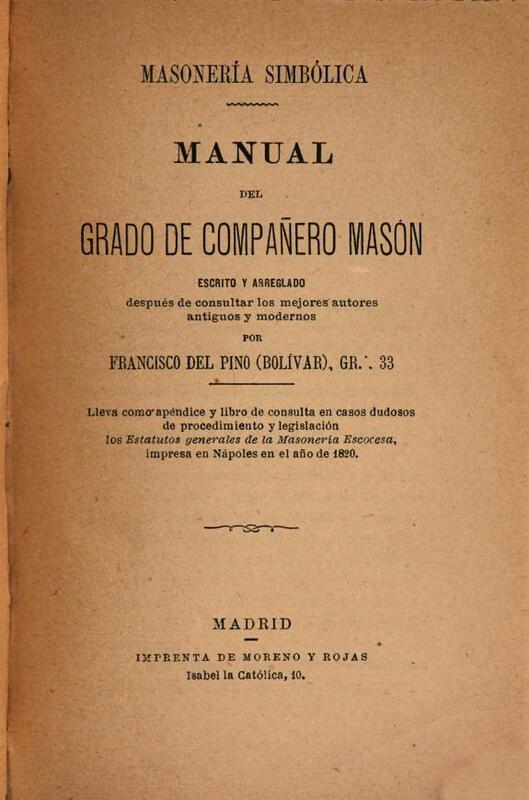 MASONERÍA SIMBÓLICA
MANUAL
DEL
GRADO DE COMPAÑERO MASÓN
ESCRITO Y ARREGLADO
después de consultar los mejores autores
antiguos y modernos
POR
FRANCISCO DEL PINO (BOLÍVAR), GR.·. 33
Lleva como apéndice y libro de consulta en casos dudosos
de procedimiento y legislación
los Estatutos generales de la Masonería Escocesa,
impresa en Nápoles en el año de 1820.
MADRID
IMPRENTA DE MORENO Y ROJAS
Isabel la Católica, 10.